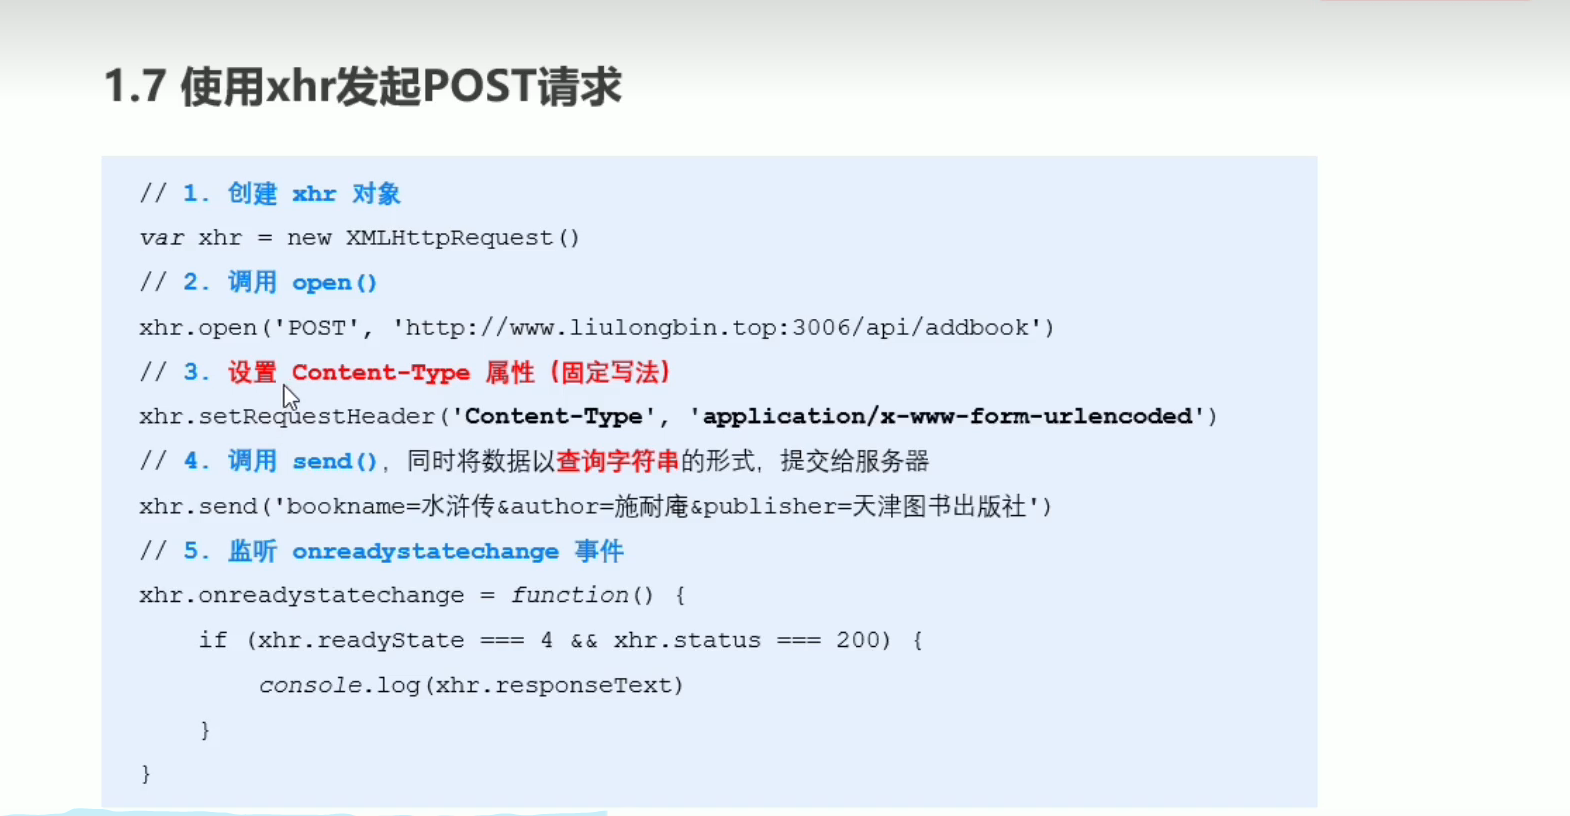 1.7 使用xhr发起POST请求
// 1. 创建 xhr 对象
var xhr = new XMLHttpRequest()
// 2. 调用 open()
xhr.open('POST', 'http://www.liulongbin.top:3006/api/addbook')
// 3. 设置 Content-Type 属性（固定写法）
xhr.setRequestHeader('Content-Type', 'application/x-www-form-urlencoded')
// 4. 调用 send()，同时将数据以查询字符串的形式，提交给服务器
xhr.send('bookname=水浒传&author=施耐庵&publisher=天津图书出版社')
// 5. 监听 onreadystatechange 事件
xhr.onreadystatechange = function() {
if (xhr.readyState === 4 && xhr.status === 200) {
console.log(xhr.responseText)
}
}